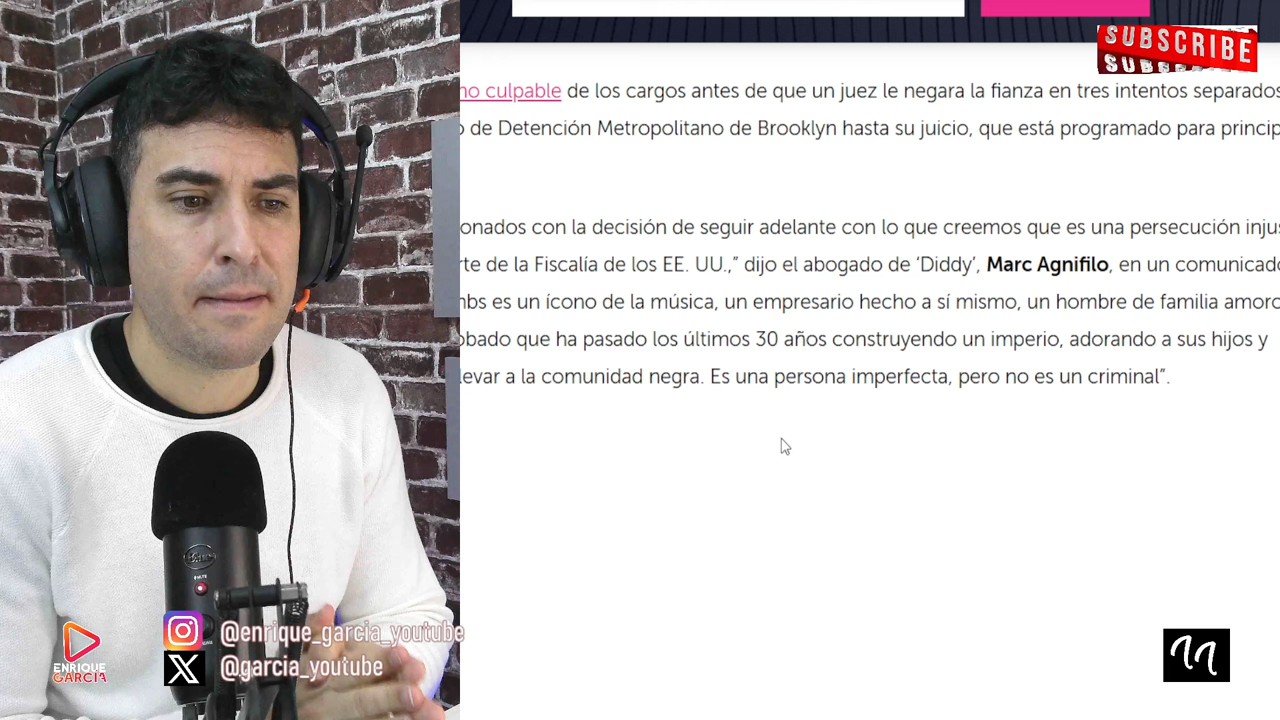 SUBSCRIBE
no culpable de los cargos antes de que un juez le negara la fianza en tres intentos separados
o de Detención Metropolitano de Brooklyn hasta su juicio, que está programado para princip
onados con la decisión de seguir adelante con lo que creemos que es una persecución injus
rte de la Fiscalía de los EE. UU.,” dijo el abogado de ‘Diddy’, Marc Agnifilo, en un comunicado
mbs es un ícono de la música, un empresario hecho a sí mismo, un hombre de familia amoro
obado que ha pasado los últimos 30 años construyendo un imperio, adorando a sus hijos y
levar a la comunidad negra. Es una persona imperfecta, pero no es un criminal”.
@enrique_garcia_youtube
@garcia_youtube
ENRIQUE
GARCIA